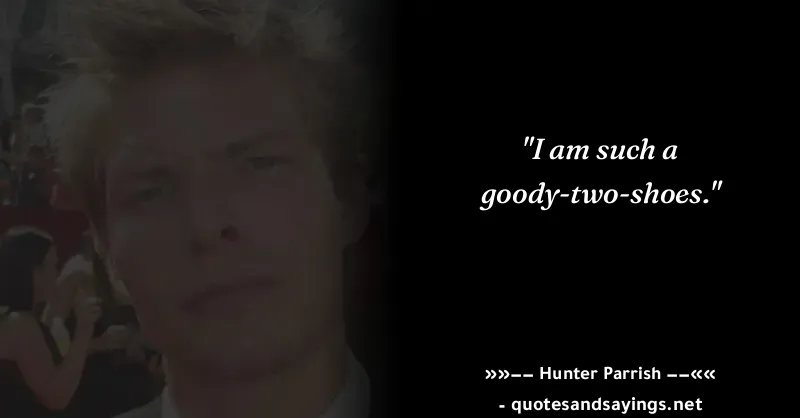 "I am such a
goody-two-shoes."
»»–– Hunter Parrish ––««
- quotesandsayings.net